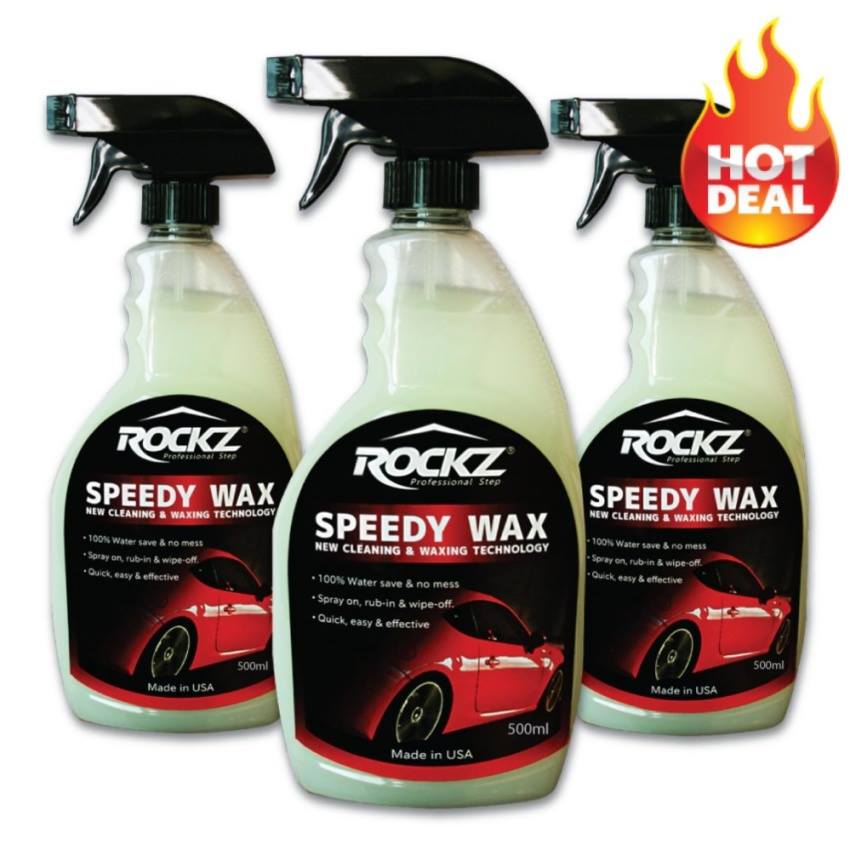 HOT
DEAL
ROCKZ®
Professional Step
SPEEDY WAX
NEW CLEANING & WAXING TECHNOLOGY
• 100% Water save & no mess
• Spray on, rub-in & wipe-off.
• Quick, easy & effective
500ml
Made in USA
ROCKZ®
Professional Step
SPEEDY WAX
NEW CLEANING & WAXING TECHNOLOGY
• 100% Water save & no mess
• Spray on, rub-in & wipe-off.
• Quick, easy & effective
500ml
Made in USA
ROCKZ®
Professional Step
SPEEDY WAX
NEW CLEANING & WAXING TECHNOLOGY
• 100% Water save & no mess
• Spray on, rub-in & wipe-off.
• Quick, easy & effective
500ml
Made in USA